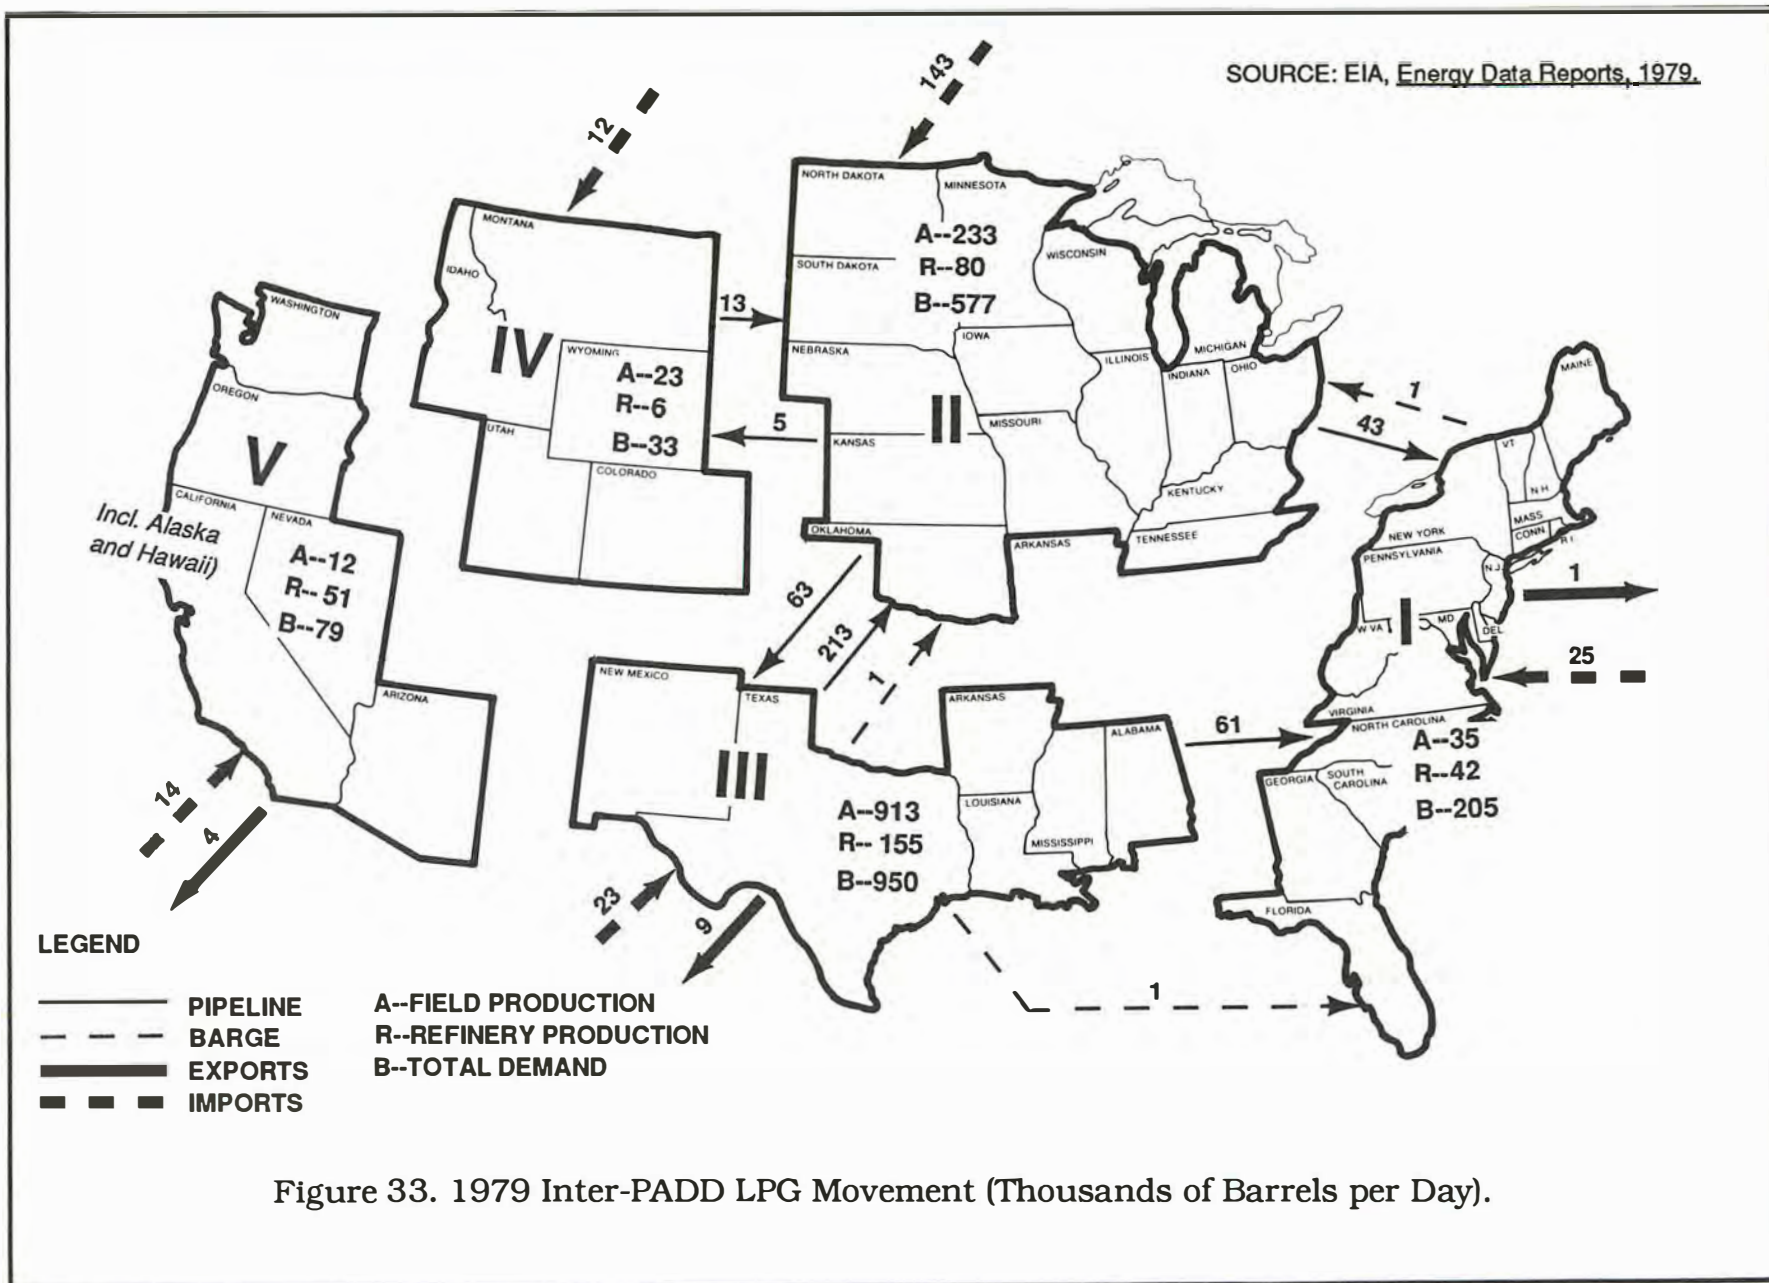 SOURCE: EIA, Energy Data Reports, 1979.
143
12
NORTH DAKOTA
MINNESOTA
A--233
R--80
B--577
SOUTH DAKOTA
WISCONSIN
NEBRASKA
IOWA
ILLINOIS
MICHIGAN
INDIANA
OHIO
II
KANSAS
MISSOURI
KENTUCKY
OKLAHOMA
ARKANSAS
TENNESSEE
MONTANA
IDAHO
IV
WYOMING
A--23
R--6
B--33
UTAH
COLORADO
13
5
WASHINGTON
OREGON
V
CALIFORNIA
NEVADA
Incl. Alaska
and Hawaii)
A--12
R-- 51
B--79
ARIZONA
14
4
1
43
MAINE
VT
N H
MASS
CONN
R I
NEW YORK
PENNSYLVANIA
N.J.
I
W VA
MD
DEL
1
25
VIRGINIA
NORTH CAROLINA
A--35
R--42
B--205
GEORGIA
SOUTH
CAROLINA
FLORIDA
63
213
1
NEW MEXICO
TEXAS
ARKANSAS
ALABAMA
61
III
LOUISIANA
MISSISSIPPI
A--913
R-- 155
B--950
23
9
1
LEGEND
PIPELINE
BARGE
EXPORTS
IMPORTS
A--FIELD PRODUCTION
R--REFINERY PRODUCTION
B--TOTAL DEMAND
Figure 33. 1979 Inter-PADD LPG Movement (Thousands of Barrels per Day).